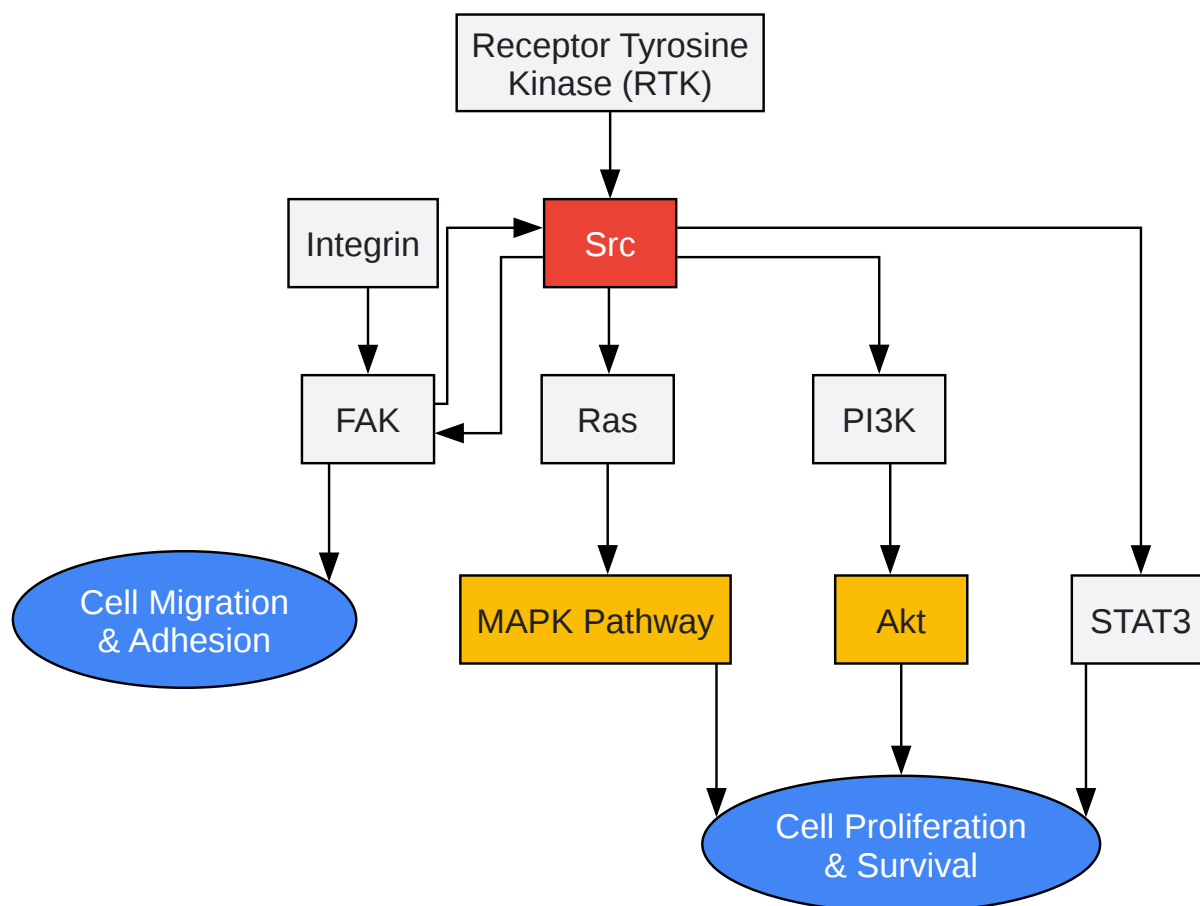 Receptor Tyrosine
Kinase (RTK)
Integrin
Src
FAK
Ras
PI3K
Cell Migration
& Adhesion
MAPK Pathway
Akt
STAT3
Cell Proliferation
& Survival